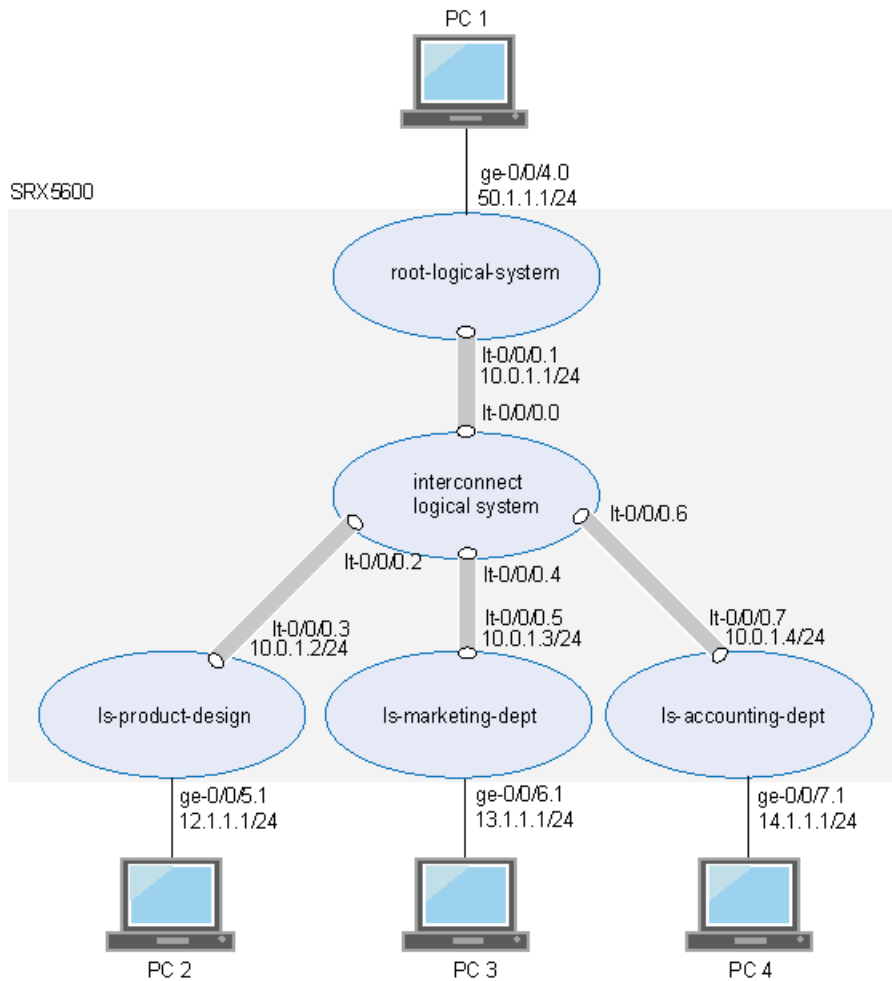 PC 1
ge-0/0/4.0
50.1.1.1/24
SRX5600
root-logical-system
lt-0/0/0.1
10.0.1.1/24
lt-0/0/0.0
interconnect
logical system
lt-0/0/0.6
lt-0/0/0.2
lt-0/0/0.4
lt-0/0/0.3
10.0.1.2/24
lt-0/0/0.5
10.0.1.3/24
lt-0/0/0.7
10.0.1.4/24
ls-product-design
ls-marketing-dept
ls-accounting-dept
ge-0/0/5.1
12.1.1.1/24
ge-0/0/6.1
13.1.1.1/24
ge-0/0/7.1
14.1.1.1/24
PC 2
PC 3
PC 4